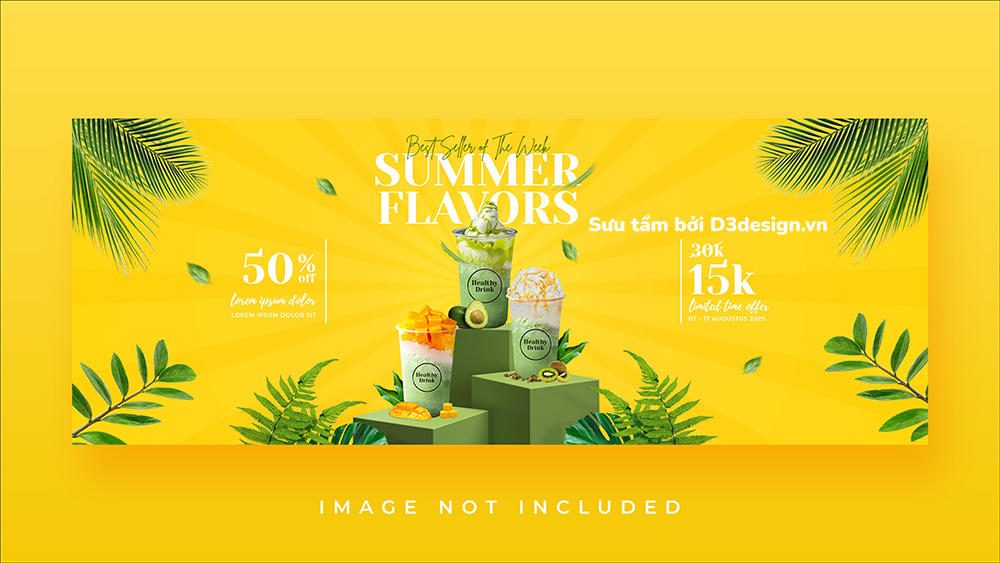 Best Seller of The Week
SUMMER
FLAVORS
Sưu tầm bởi D3design.vn
50% off
lorem ipsum dolor
LOREM IPSUM DOLOR SIT
30k
15k
limited time offer
07 - 17 AUGUSTUS 2025
Healthy
Drink
Healthy
Drink
Healthy
Drink
IMAGE NOT INCLUDED